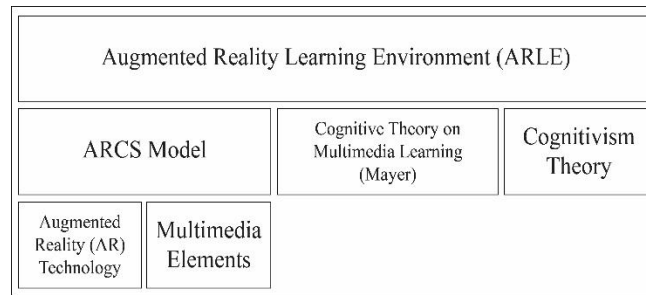 Augmented Reality Learning Environment (ARLE)
ARCS Model
Cognitive Theory on
Multimedia Learning
(Mayer)
Cognitivism
Theory
Augmented
Reality (AR)
Technology
Multimedia
Elements